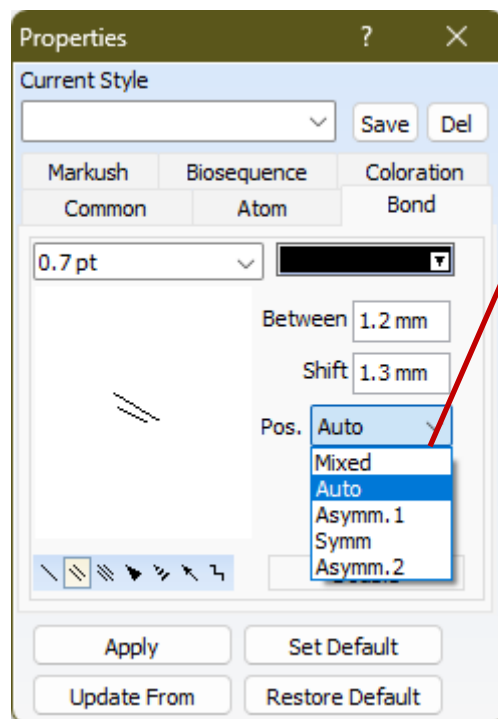 Properties ?
Current Style
Save Del
Markush Biosequence Coloration
Common Atom Bond
0.7 pt
Between 1.2 mm
Shift 1.3 mm
Pos. Auto
Mixed
Auto
Asymm.1
Symm
Asymm.2
Apply Set Default
Update From Restore Default